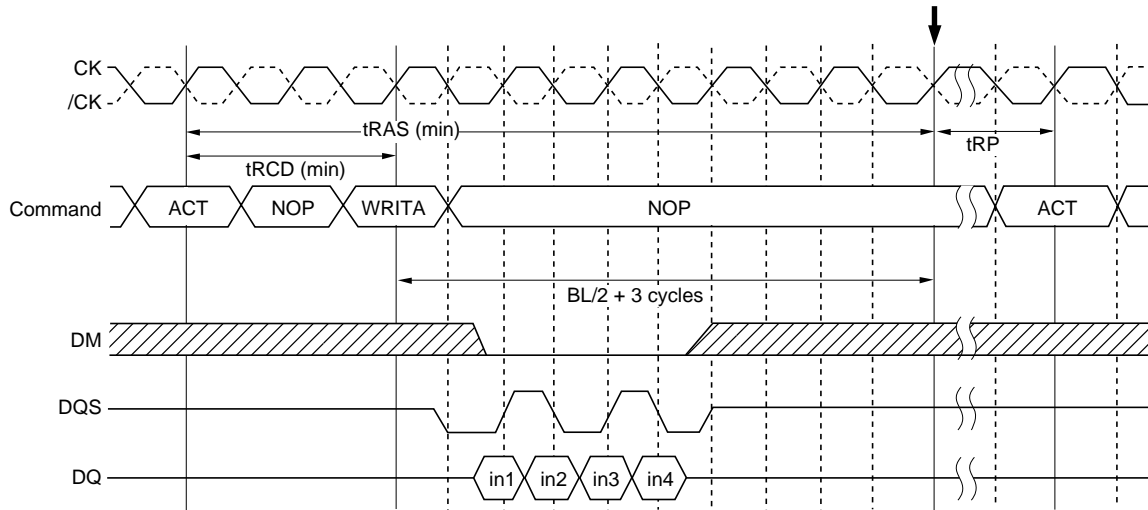 CK
/CK
tRAS (min)
tRP
tRCD (min)
Command ACT NOP WRITA NOP ACT
BL/2 + 3 cycles
DM
DQS
DQ in1 in2 in3 in4